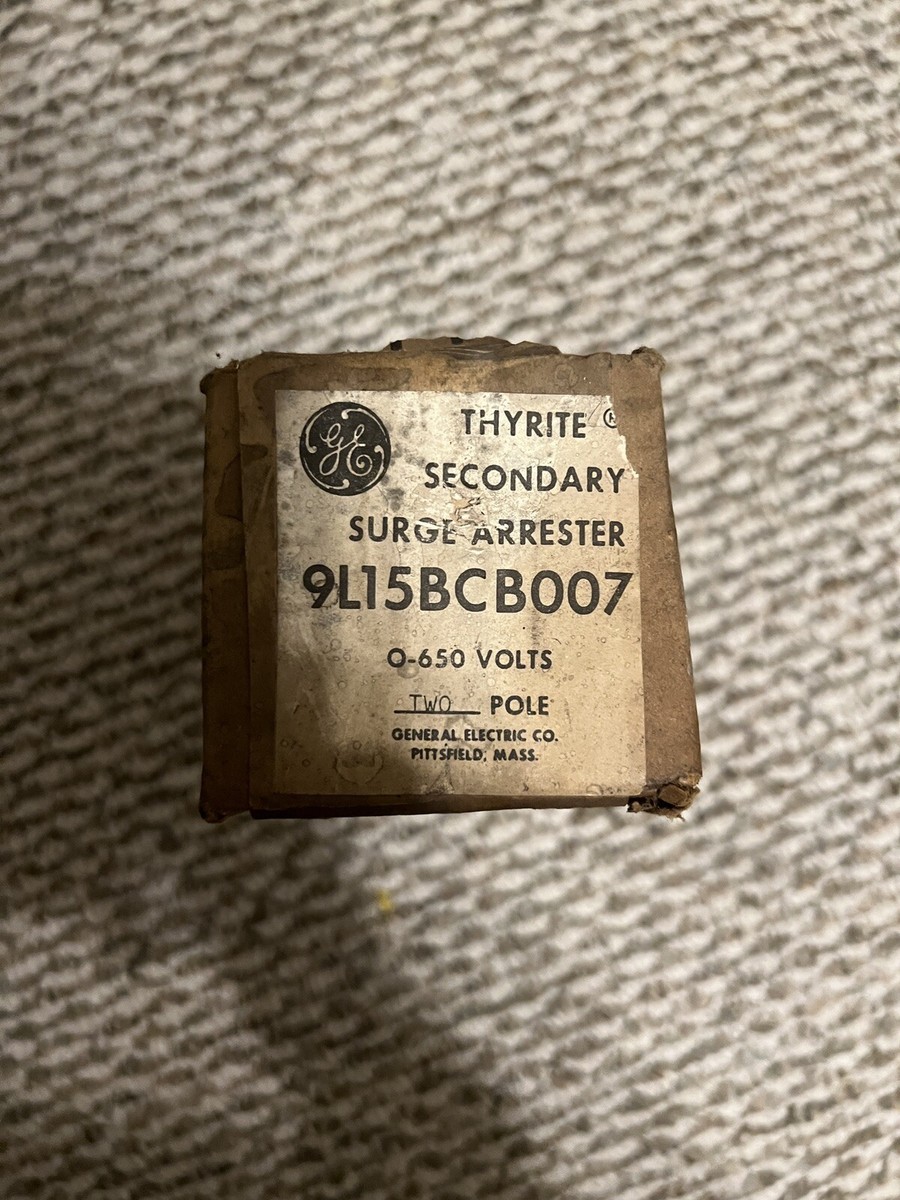 GE
THYRITE ®
SECONDARY
SURGE ARRESTER
9L15BCB007
0-650 VOLTS
TWO POLE
GENERAL ELECTRIC CO.
PITTSFIELD, MASS.